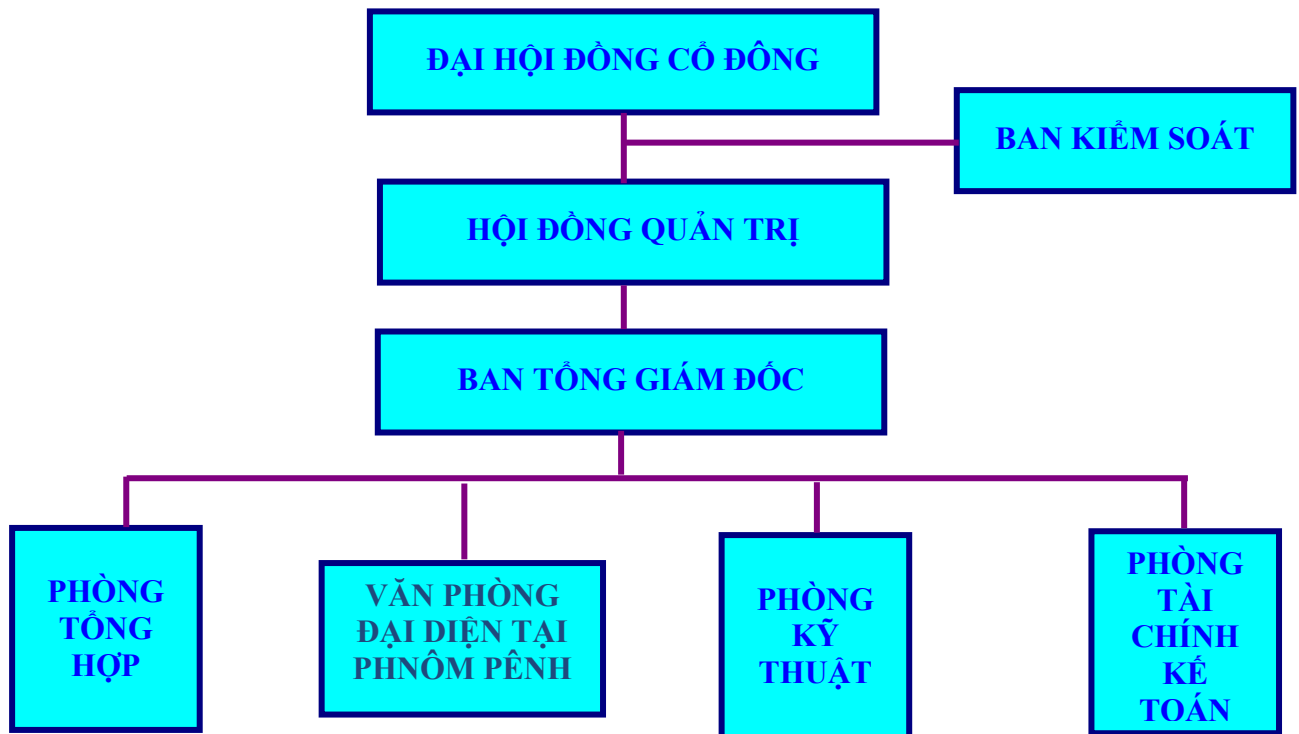 ĐẠI HỘI ĐỒNG CỔ ĐÔNG
BAN KIỂM SOÁT
HỘI ĐỒNG QUẢN TRỊ
BAN TỔNG GIÁM ĐỐC
PHÒNG
TỔNG
HỢP
VĂN PHÒNG
ĐẠI DIỆN TẠI
PHNÔM PÊNH
PHÒNG
KỸ
THUẬT
PHÒNG
TÀI
CHÍNH
KẾ
TOÁN